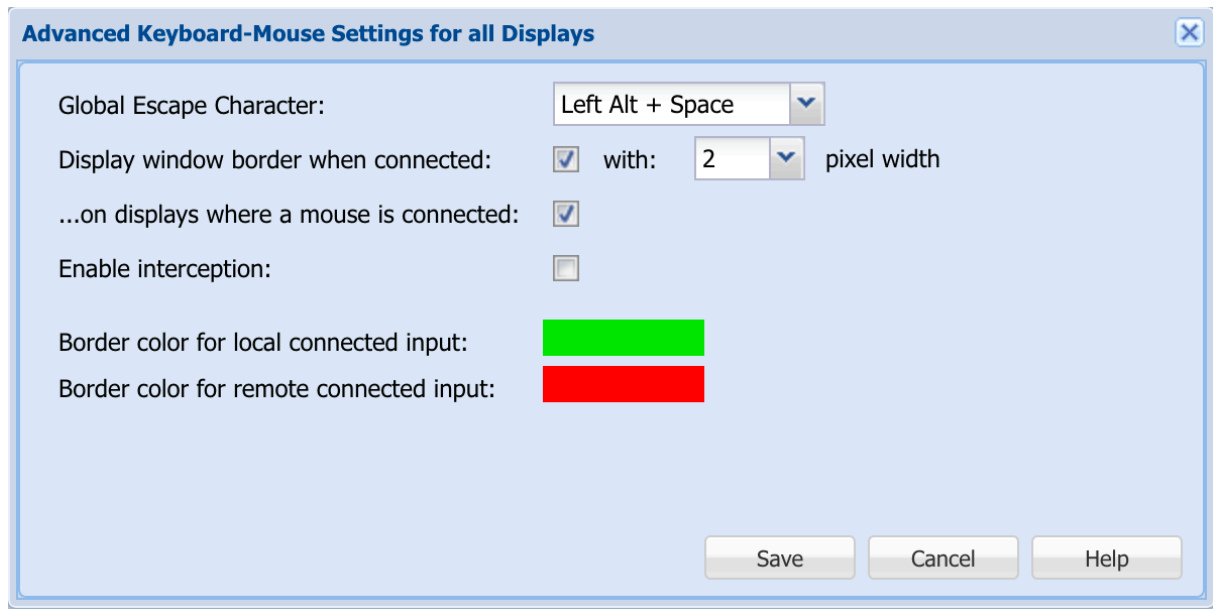 Advanced Keyboard-Mouse Settings for all Displays
Global Escape Character: Left Alt + Space
Display window border when connected: with: 2 pixel width
...on displays where a mouse is connected:
Enable interception:
Border color for local connected input:
Border color for remote connected input:
Save Cancel Help